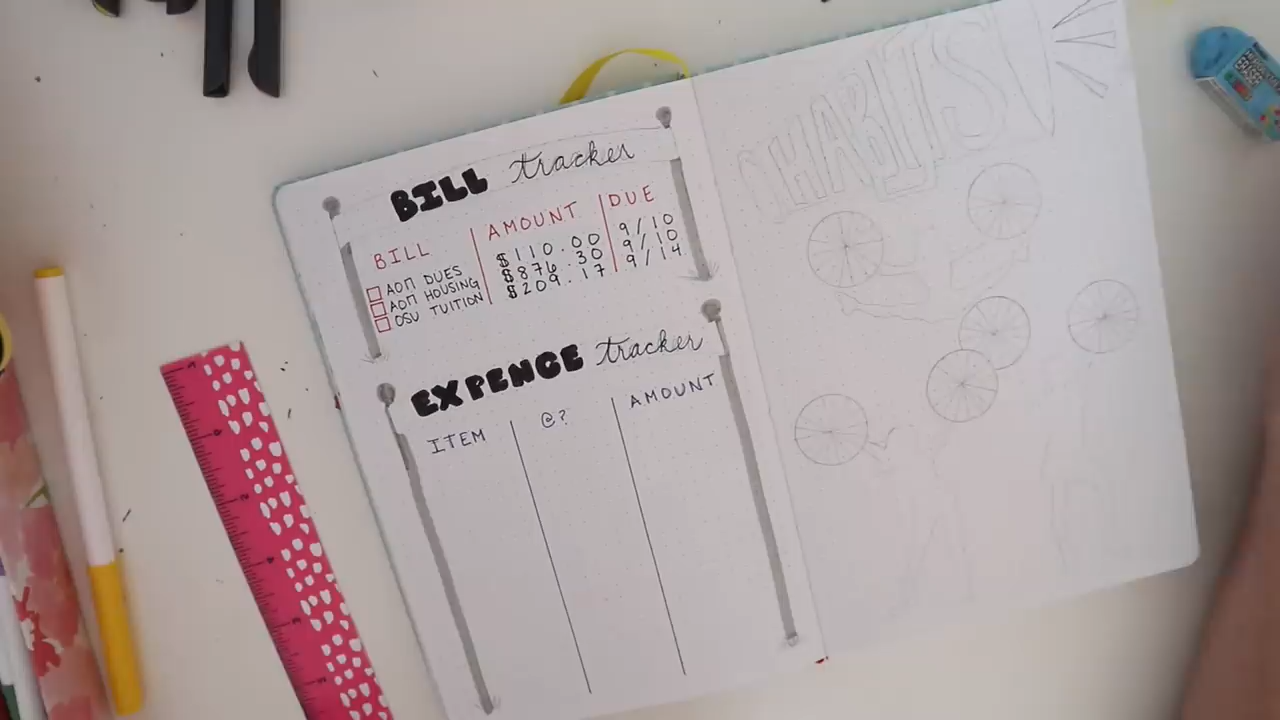 BILL tracker
BILL AMOUNT DUE
AOΠ DUES $110.00 9/10
AOΠ HOUSING $876.30 9/10
OSU TUITION $209.17 9/14
EXPENCE tracker
ITEM @? AMOUNT
HABITS